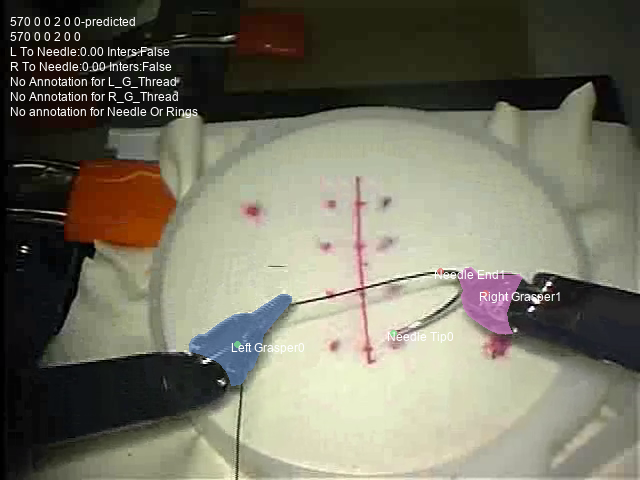 570 0 0 2 0 0-predicted
570 0 0 2 0 0
L To Needle:0.00 Inters:False
R To Needle:0.00 Inters:False
No Annotation for L_G_Thread
No Annotation for R_G_Thread
No annotation for Needle Or Rings
Needle End1
Right Grasper1
Needle Tip0
Left Grasper0